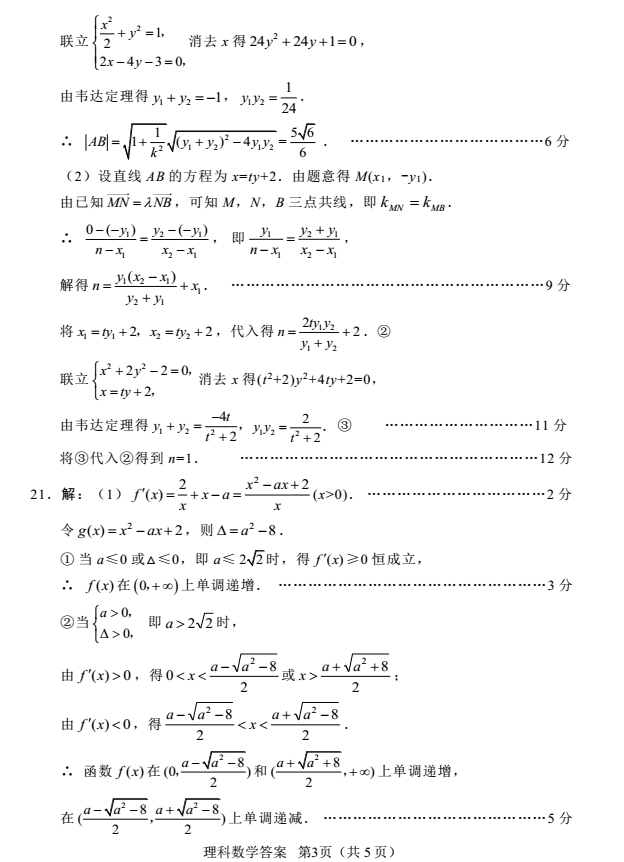 联立{x²/2+y²=1, 2x−4y−3=0, 消去 x 得 24y²+24y+1=0,
由韦达定理得 y₁+y₂=−1, y₁y₂=1/24.
∴ |AB|=√(1+1/k²)√((y₁+y₂)²−4y₁y₂)=5√6/6. ………………………………6 分
(2)设直线 AB 的方程为 x=ty+2. 由题意得 M(x₁, -y₁).
由已知 MN=λNB, 可知 M, N, B 三点共线, 即 k_MN = k_MB.
∴ (0−(−y₁))/(n−x₁)=(y₂−(−y₁))/(x₂−x₁), 即 y₁/(n−x₁)=(y₂+y₁)/(x₂−x₁),
解得 n=y₁(x₂−x₁)/(y₂+y₁)+x₁. …………………………………………………9 分
将 x₁=ty₁+2, x₂=ty₂+2, 代入得 n=2ty₁y₂/(y₁+y₂)+2. ②
联立{x²+2y²−2=0, x=ty+2, 消去 x 得(t²+2)y²+4ty+2=0,
由韦达定理得 y₁+y₂=−4t/(t²+2), y₁y₂=2/(t²+2). ③ ………………………11 分
将③代入②得到 n=1. ………………………………………………12 分
21. 解:(1) f′(x)=2/x+x−a=(x²−ax+2)/x (x>0). ……………………………2 分
令 g(x)=x²−ax+2, 则 Δ=a²−8.
① 当 a≤0 或Δ≤0, 即 a≤2√2时, 得 f′(x)≥0 恒成立,
∴ f(x)在(0,+∞)上单调递增. …………………………………………3 分
②当{a>0, Δ>0, 即 a>2√2时,
由 f′(x)>0, 得 0<x<(a−√(a²−8))/2 或 x>(a+√(a²+8))/2;
由 f′(x)<0, 得 (a−√(a²−8))/2<x<(a+√(a²−8))/2.
∴ 函数 f(x)在(0,(a−√(a²−8))/2)和((a+√(a²+8))/2,+∞)上单调递增,
在((a−√(a²−8))/2,(a+√(a²−8))/2)上单调递减. ……………………………………5 分
理科数学答案 第3页(共 5 页)